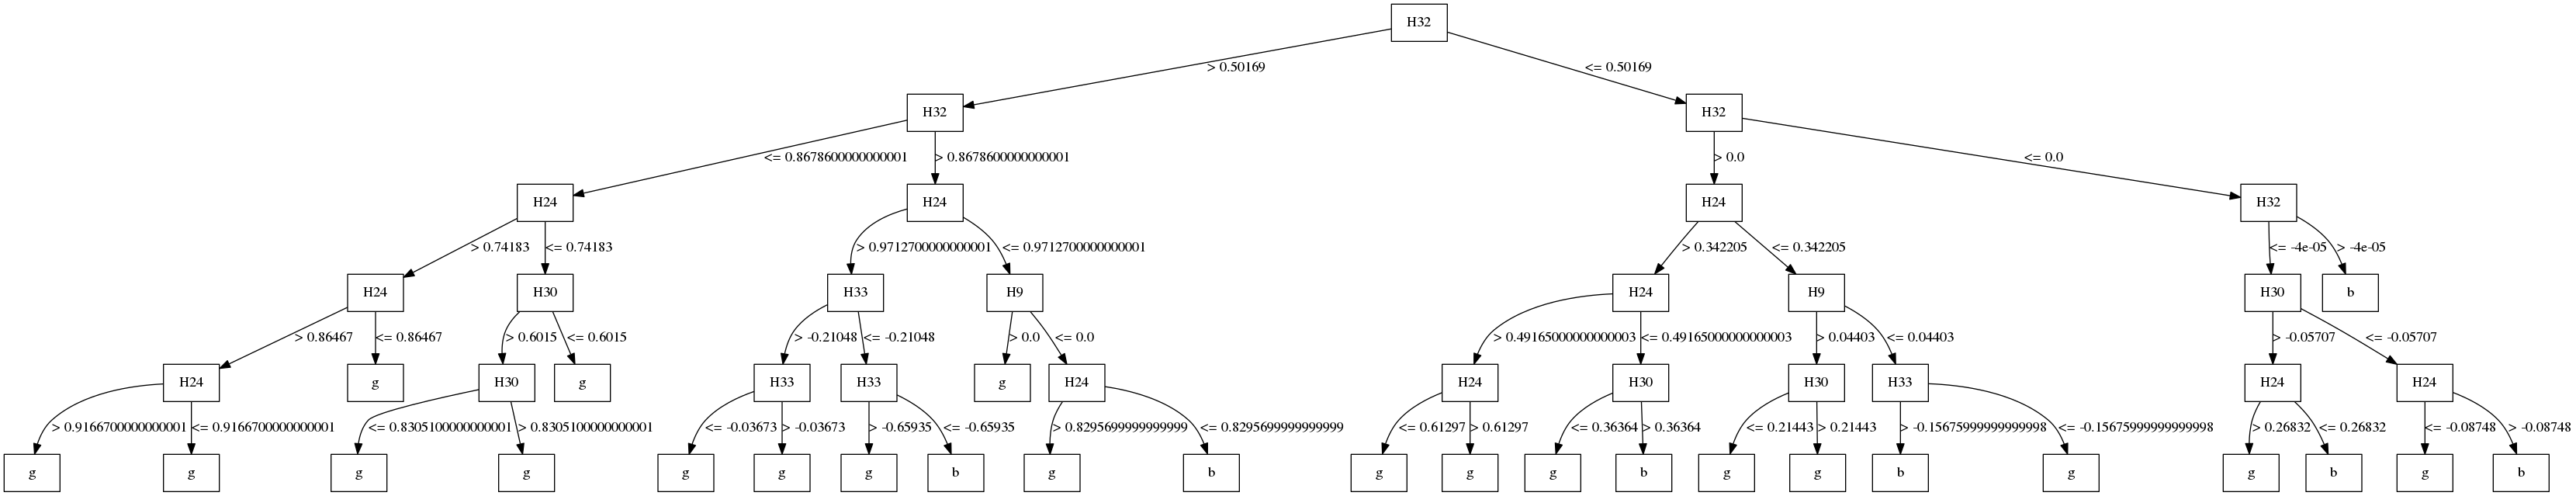 H32
> 0.50169
<= 0.50169
H32
H32
<= 0.8678600000000001
> 0.8678600000000001
> 0.0
<= 0.0
H24
H24
H24
H32
> 0.74183
<= 0.74183
> 0.9712700000000001
<= 0.9712700000000001
> 0.342205
<= 0.342205
<= -4e-05
> -4e-05
H24
H30
H33
H9
H24
H9
H30
b
> 0.86467
<= 0.86467
> 0.6015
<= 0.6015
> -0.21048
<= -0.21048
> 0.0
<= 0.0
> 0.49165000000000003
<= 0.49165000000000003
> 0.04403
<= 0.04403
> -0.05707
<= -0.05707
H24
g
H30
g
H33
H33
g
H24
H24
H30
H30
H33
H24
H24
> 0.9166700000000001
<= 0.9166700000000001
<= 0.8305100000000001
> 0.8305100000000001
<= -0.03673
> -0.03673
> -0.65935
<= -0.65935
> 0.8295699999999999
<= 0.8295699999999999
<= 0.61297
> 0.61297
<= 0.36364
> 0.36364
<= 0.21443
> 0.21443
> -0.15675999999999998
<= -0.15675999999999998
> 0.26832
<= 0.26832
<= -0.08748
> -0.08748
g
g
g
g
g
g
g
b
g
b
g
g
g
b
g
g
b
g
g
b
g
b